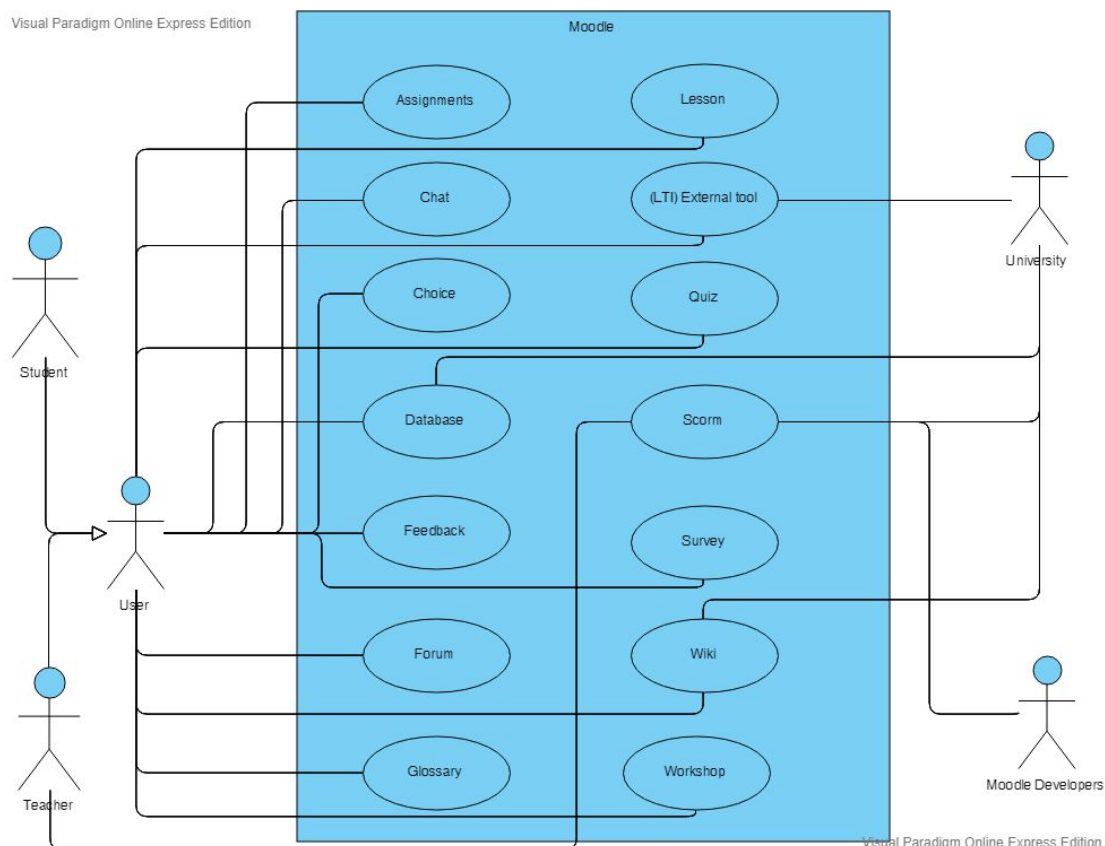 Visual Paradigm Online Express Edition
Moodle
Assignments
Lesson
Chat
(LTI) External tool
University
Choice
Quiz
Student
Database
Scorm
Feedback
Survey
User
Forum
Wiki
Glossary
Workshop
Teacher
Moodle Developers
Visual Paradigm Online Express Edition